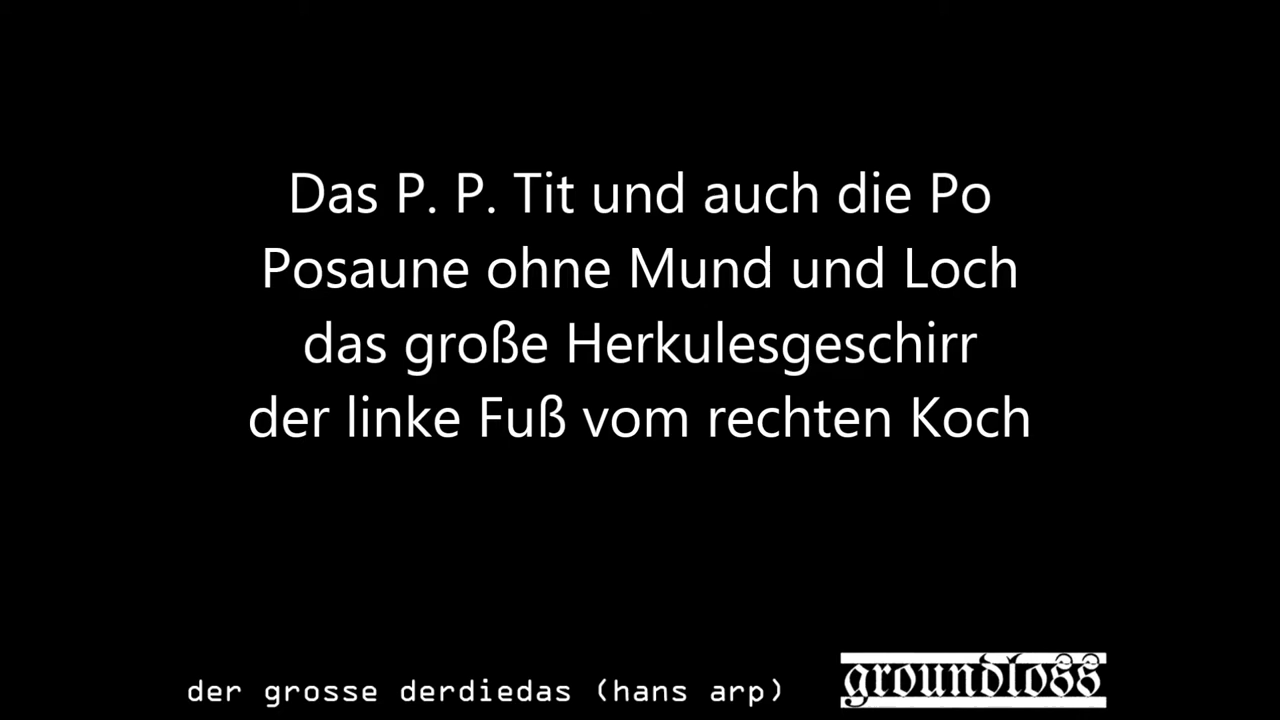 Das P. P. Tit und auch die Po
Posaune ohne Mund und Loch
das große Herkulesgeschirr
der linke Fuß vom rechten Koch
der grosse derdiedas (hans arp)
groundloss